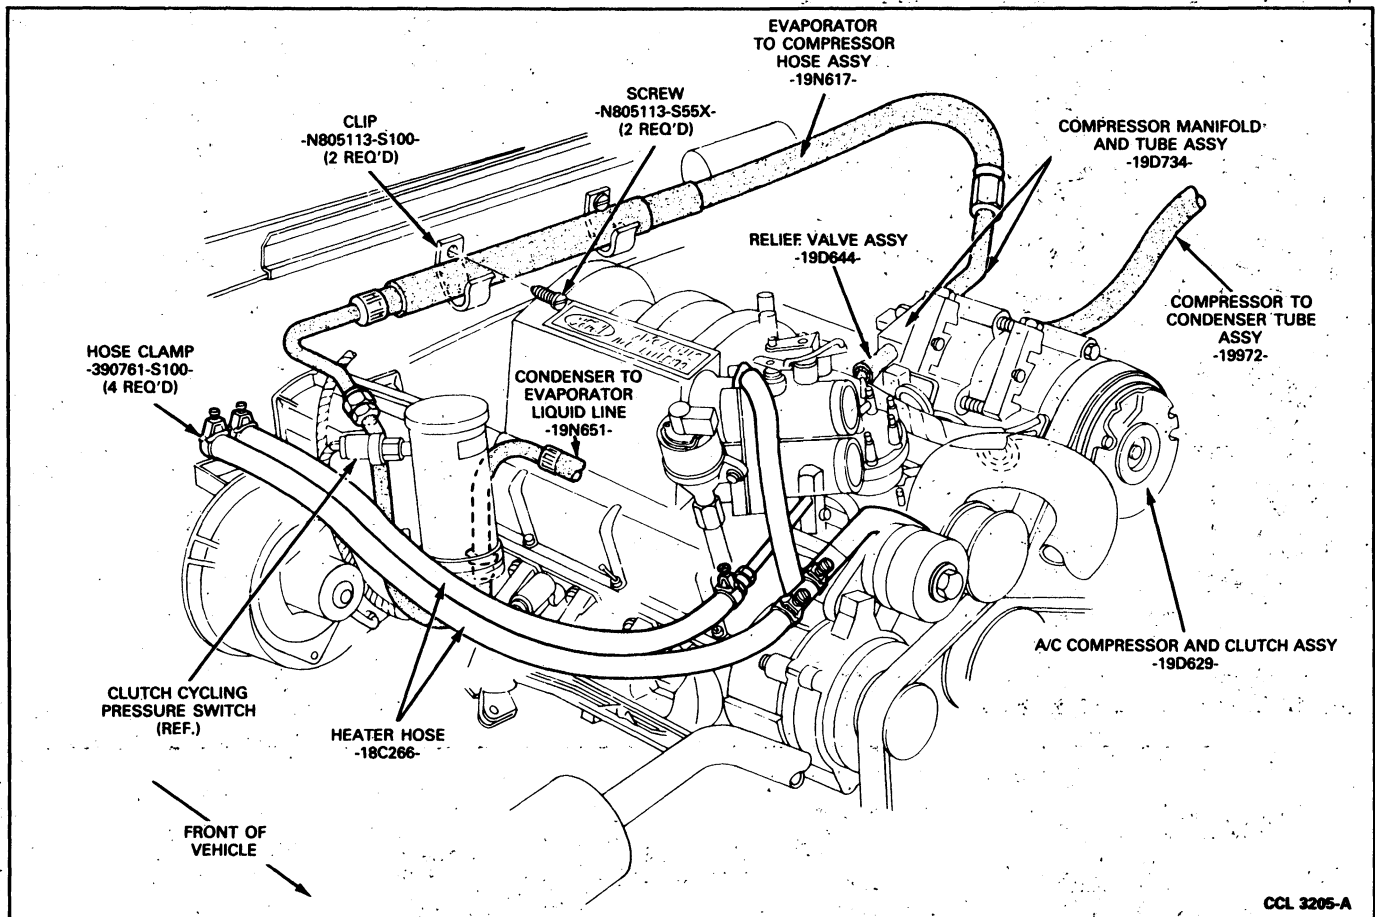 EVAPORATOR
TO COMPRESSOR
HOSE ASSY
-19N617-
SCREW
-N805113-S55X-
(2 REQ'D)
CLIP
-N805113-S100-
(2 REQ'D)
COMPRESSOR MANIFOLD
AND TUBE ASSY
-19D734-
RELIEF VALVE ASSY
-19D644-
COMPRESSOR TO
CONDENSER TUBE
ASSY
-19972-
HOSE CLAMP
-390761-S100-
(4 REQ'D)
CONDENSER TO
EVAPORATOR
LIQUID LINE
-19N651-
A/C COMPRESSOR AND CLUTCH ASSY
-19D629-
CLUTCH CYCLING
PRESSURE SWITCH
(REF.)
HEATER HOSE
-18C266-
FRONT OF
VEHICLE
CCL 3205-A